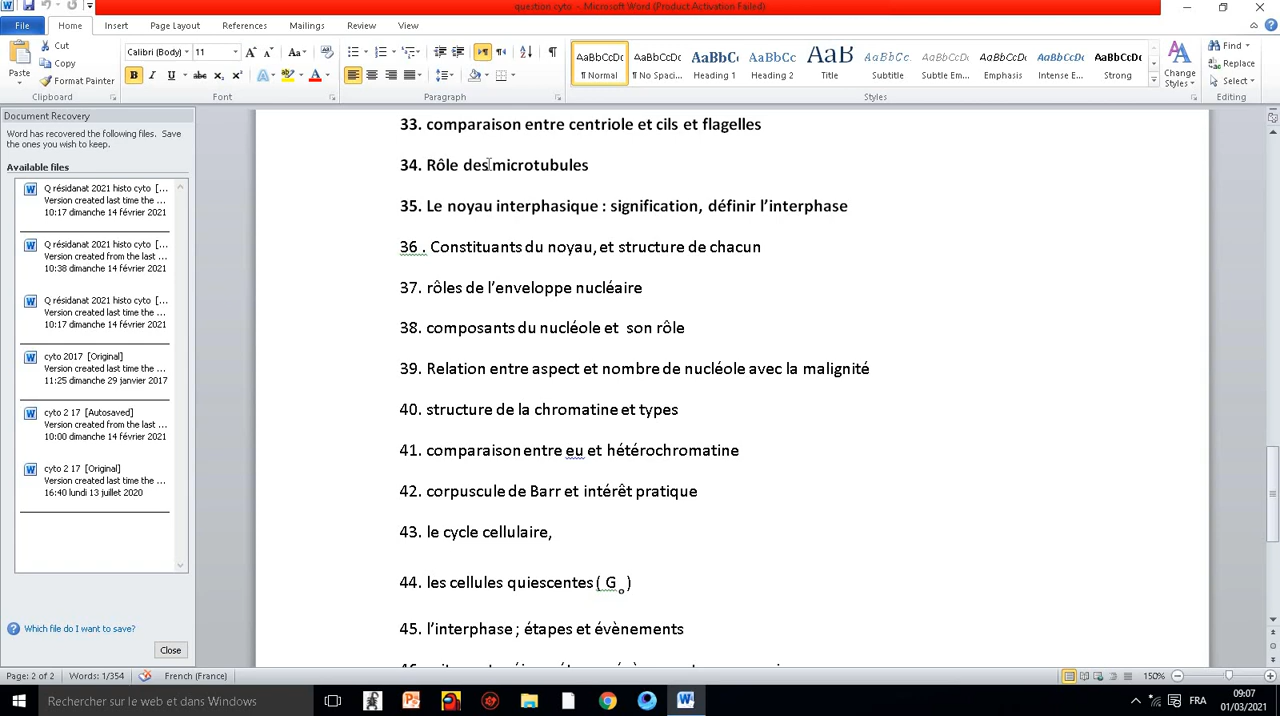 question.cyto - Microsoft Word (Product Activation Failed)
File Home Insert Page Layout References Mailings Review View
Cut
Copy
Format Painter
Paste
Clipboard
Calibri (Body) 11
Font
Paragraph
AaBbCcDc AaBbCcDc AaBbC AaBbCc AaB AaBbCc. AaBbCcDc AaBbCcDc AaBbCcDc AaBbCcDc
¶ Normal ¶ No Spaci... Heading 1 Heading 2 Title Subtitle Subtle Em... Emphasis Intense E... Strong
Styles
Change Styles
Find
Replace
Select
Editing
Document Recovery
Word has recovered the following files. Save
the ones you wish to keep.
Available files
Q résidanat 2021 histo cyto [...
Version created last time the ...
10:17 dimanche 14 février 2021
Q résidanat 2021 histo cyto [...
Version created from the last ...
10:38 dimanche 14 février 2021
Q résidanat 2021 histo cyto [...
Version created last time the ...
10:17 dimanche 14 février 2021
cyto 2017 [Original]
Version created last time the ...
11:25 dimanche 29 janvier 2017
cyto 2 17 [Autosaved]
Version created from the last ...
10:00 dimanche 14 février 2021
cyto 2 17 [Original]
Version created last time the ...
16:40 lundi 13 juillet 2020
Which file do I want to save?
Close
33. comparaison entre centriole et cils et flagelles
34. Rôle des microtubules
35. Le noyau interphasique : signification, définir l’interphase
36 . Constituants du noyau, et structure de chacun
37. rôles de l’enveloppe nucléaire
38. composants du nucléole et son rôle
39. Relation entre aspect et nombre de nucléole avec la malignité
40. structure de la chromatine et types
41. comparaison entre eu et hétérochromatine
42. corpuscule de Barr et intérêt pratique
43. le cycle cellulaire,
44. les cellules quiescentes ( G o )
45. l’interphase ; étapes et évènements
Page: 2 of 2 Words: 1/354 French (France) 150%
Rechercher sur le web et dans Windows
FRA
09:07
01/03/2021